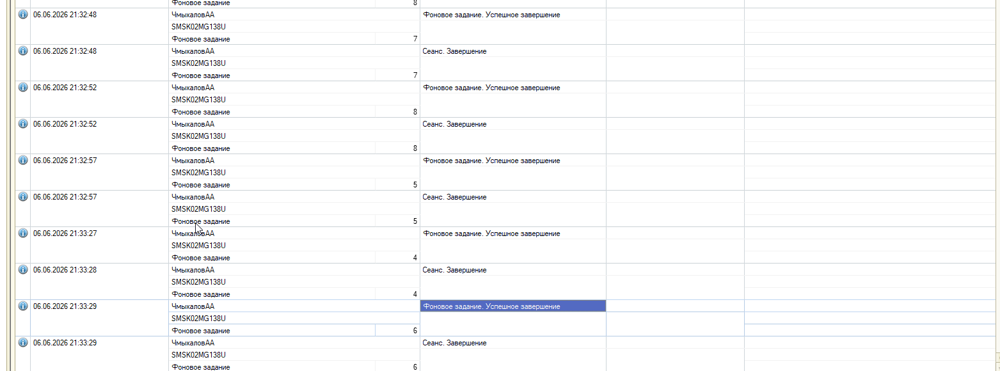 Фоновое задание 8
06.06.2026 21:32:48 ЧмыхаловАА Фоновое задание. Успешное завершение
SMSK02MG138U
Фоновое задание 7
06.06.2026 21:32:48 ЧмыхаловАА Сеанс. Завершение
SMSK02MG138U
Фоновое задание 7
06.06.2026 21:32:52 ЧмыхаловАА Фоновое задание. Успешное завершение
SMSK02MG138U
Фоновое задание 8
06.06.2026 21:32:52 ЧмыхаловАА Сеанс. Завершение
SMSK02MG138U
Фоновое задание 8
06.06.2026 21:32:57 ЧмыхаловАА Фоновое задание. Успешное завершение
SMSK02MG138U
Фоновое задание 5
06.06.2026 21:32:57 ЧмыхаловАА Сеанс. Завершение
SMSK02MG138U
Фоновое задание 5
06.06.2026 21:33:27 ЧмыхаловАА Фоновое задание. Успешное завершение
SMSK02MG138U
Фоновое задание 4
06.06.2026 21:33:28 ЧмыхаловАА Сеанс. Завершение
SMSK02MG138U
Фоновое задание 4
06.06.2026 21:33:29 ЧмыхаловАА Фоновое задание. Успешное завершение
SMSK02MG138U
Фоновое задание 6
06.06.2026 21:33:29 ЧмыхаловАА Сеанс. Завершение
SMSK02MG138U
Фоновое задание 6